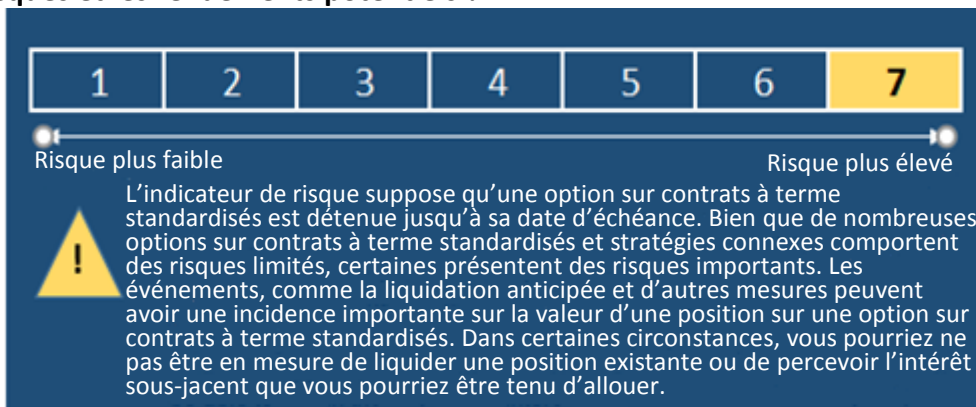 1 2 3 4 5 6 7
Risque plus faible Risque plus élevé
L’indicateur de risque suppose qu’une option sur contrats à terme
standardisés est détenue jusqu’à sa date d’échéance. Bien que de nombreuses
options sur contrats à terme standardisés et stratégies connexes comportent
des risques limités, certaines présentent des risques importants. Les
événements, comme la liquidation anticipée et d’autres mesures peuvent
avoir une incidence importante sur la valeur d’une position sur une option sur
contrats à terme standardisés. Dans certaines circonstances, vous pourriez ne
pas être en mesure de liquider une position existante ou de percevoir l’intérêt
sous-jacent que vous pourriez être tenu d’allouer.
!